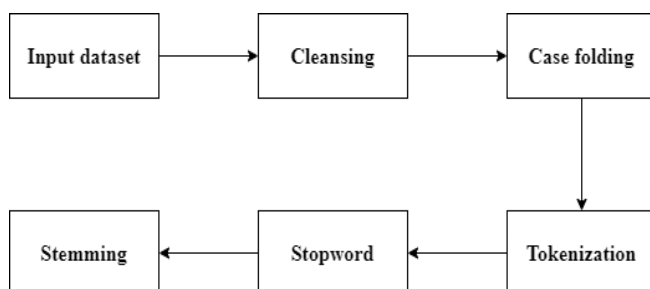 Input dataset
Cleansing
Case folding
Tokenization
Stopword
Stemming